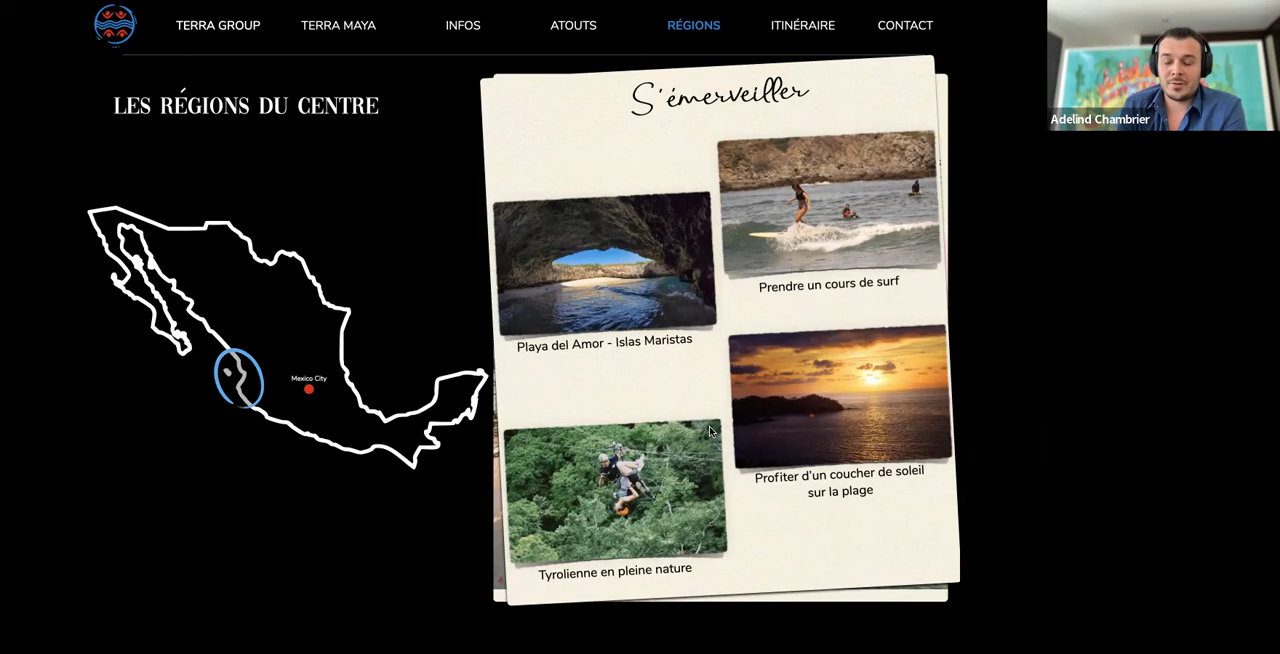 TERRA GROUP
TERRA MAYA
INFOS
ATOUTS
RÉGIONS
ITINÉRAIRE
CONTACT
Adelind Chambrier
LES RÉGIONS DU CENTRE
S'émerveiller
Prendre un cours de surf
Playa del Amor - Islas Maristas
Mexico City
Profiter d'un coucher de soleil
sur la plage
Tyrolienne en pleine nature